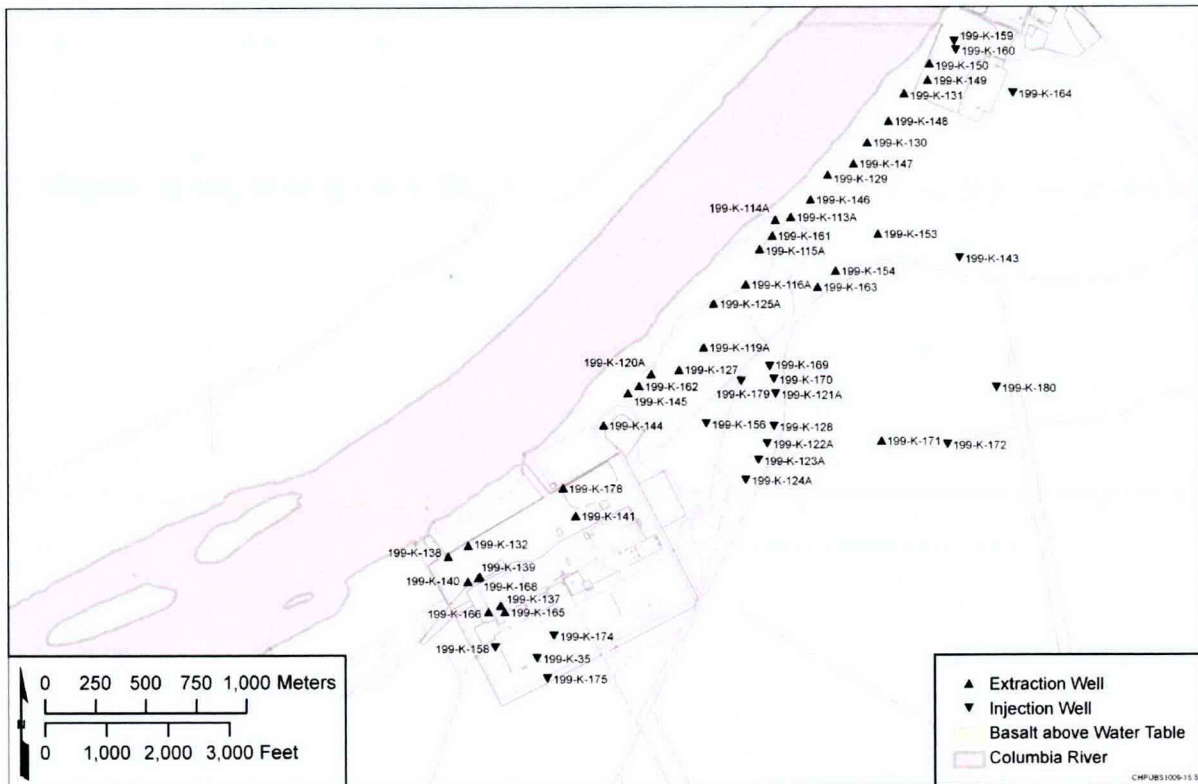 199-K-159
199-K-160
199-K-150
199-K-149
199-K-164
199-K-131
199-K-148
199-K-130
199-K-147
199-K-129
199-K-146
199-K-114A
199-K-113A
199-K-161
199-K-153
199-K-115A
199-K-143
199-K-154
199-K-116A
199-K-163
199-K-125A
199-K-119A
199-K-120A
199-K-127
199-K-169
199-K-170
199-K-162
199-K-179
199-K-121A
199-K-180
199-K-145
199-K-144
199-K-156
199-K-128
199-K-122A
199-K-171
199-K-172
199-K-123A
199-K-124A
199-K-178
199-K-141
199-K-132
199-K-138
199-K-139
199-K-140
199-K-168
199-K-137
199-K-166
199-K-165
199-K-174
199-K-158
199-K-35
199-K-175
0 250 500 750 1,000 Meters
0 1,000 2,000 3,000 Feet
Extraction Well
Injection Well
Basalt above Water Table
Columbia River